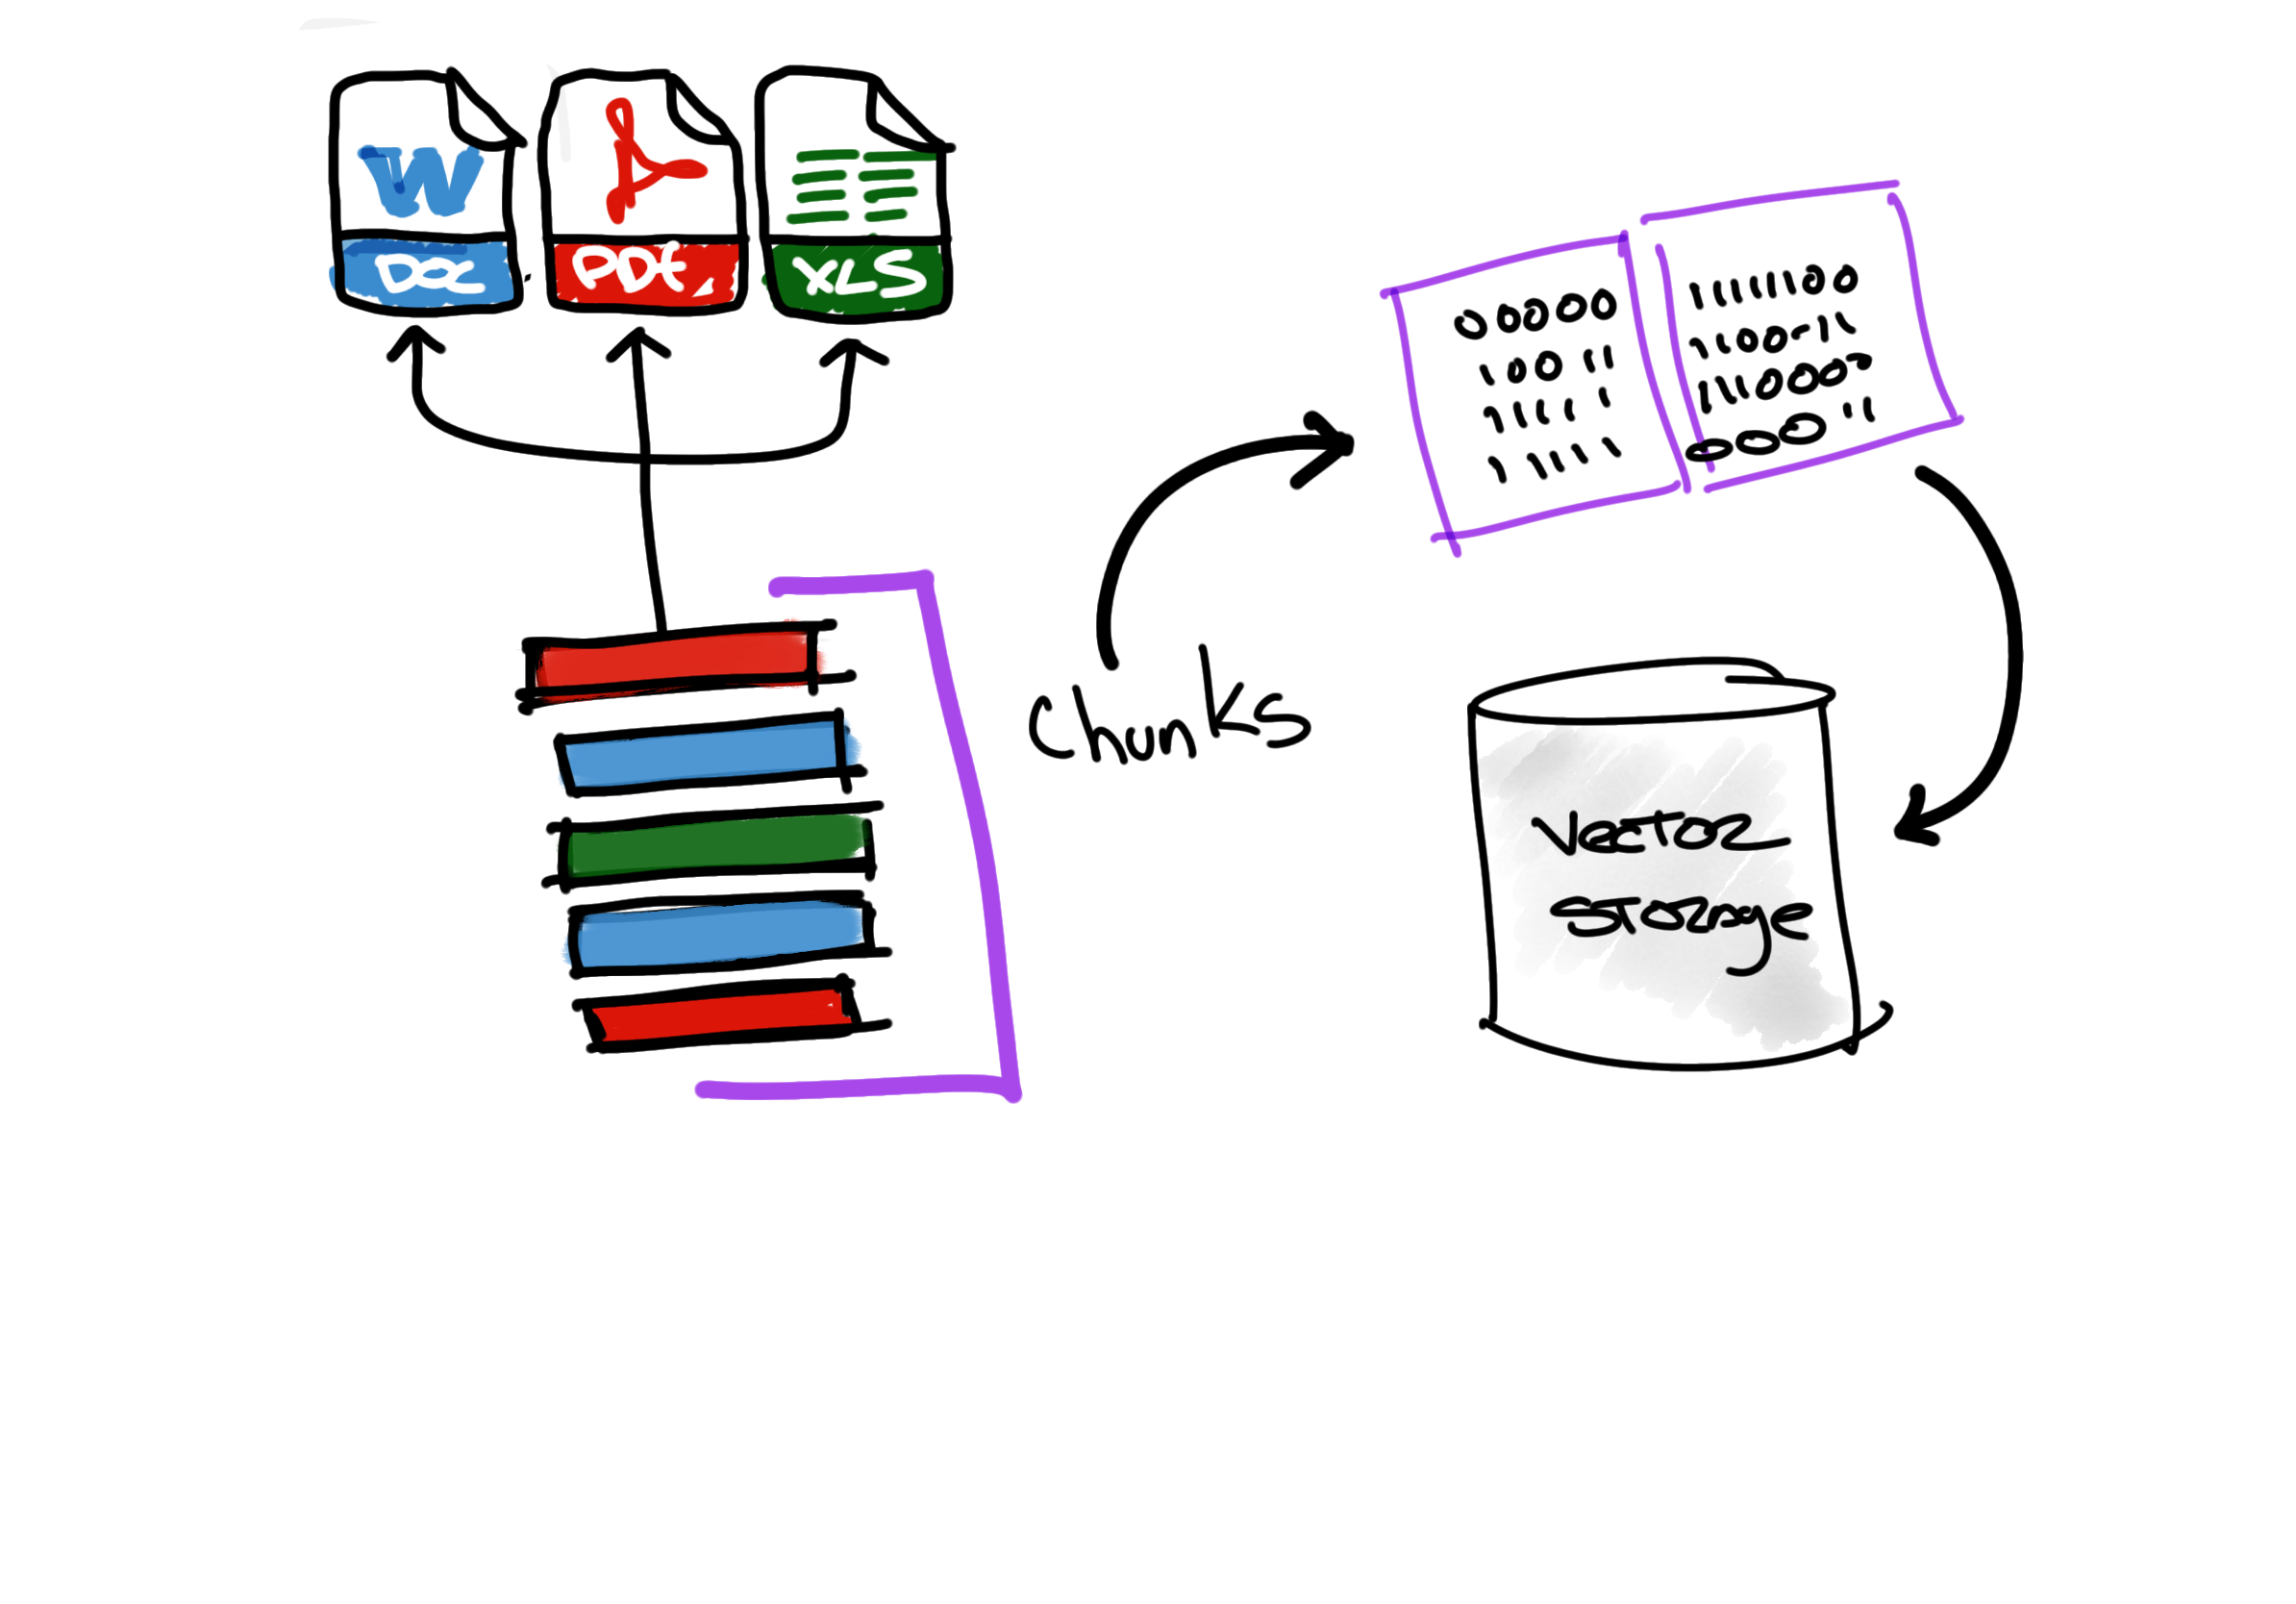 W
DOC
PDF
XLS
00000
100 11
1111 1
1 1111
11111100
1100-11
1110000
000 11
Chunks
Vector
Storage